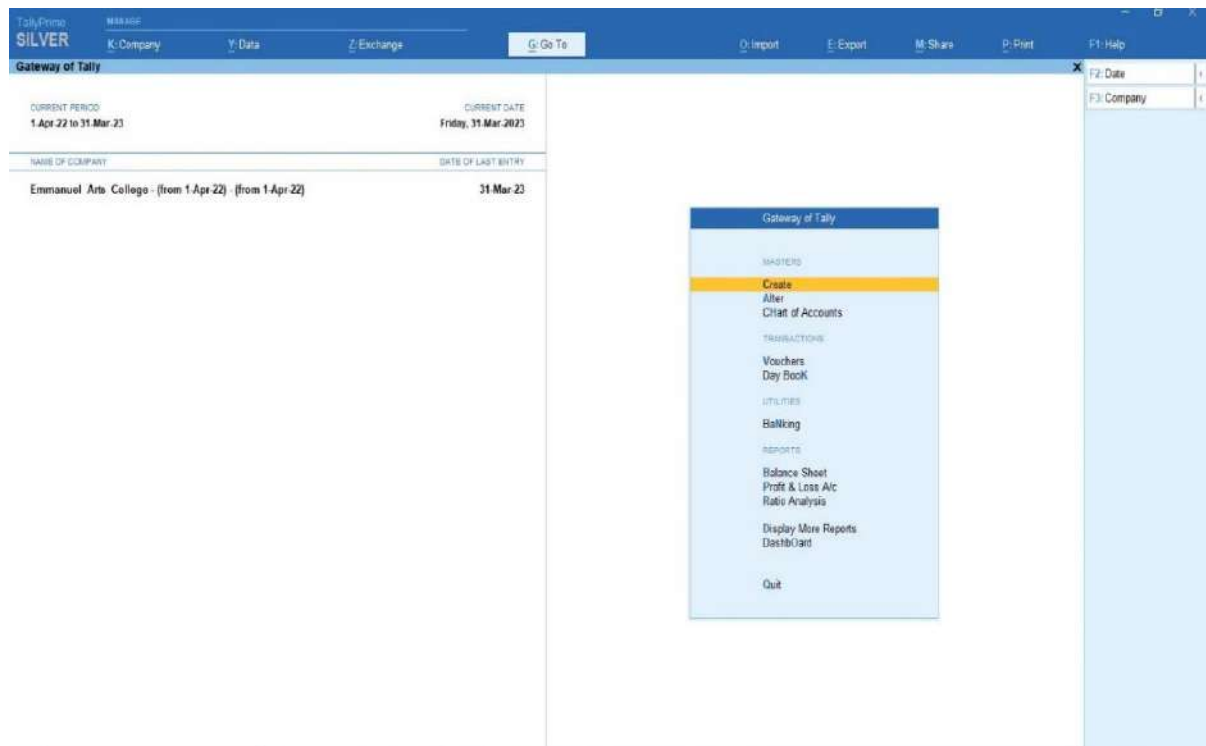 TallyPrime MANAGE
SILVER K: Company Y: Data Z: Exchange G: Go To O: Import E: Export M: Share P: Print F1: Help
Gateway of Tally X F2: Date
F3: Company
CURRENT PERIOD CURRENT DATE
1-Apr-22 to 31-Mar-23 Friday, 31-Mar-2023
NAME OF COMPANY DATE OF LAST ENTRY
Emmanuel Arts College - (from 1-Apr-22) - (from 1-Apr-22) 31-Mar-23
Gateway of Tally
MASTERS
Create
Alter
CHart of Accounts
TRANSACTIONS
Vouchers
Day BooK
UTILITIES
BaNking
REPORTS
Balance Sheet
Profit & Loss A/c
Ratio Analysis
Display More Reports
DashbOard
Quit